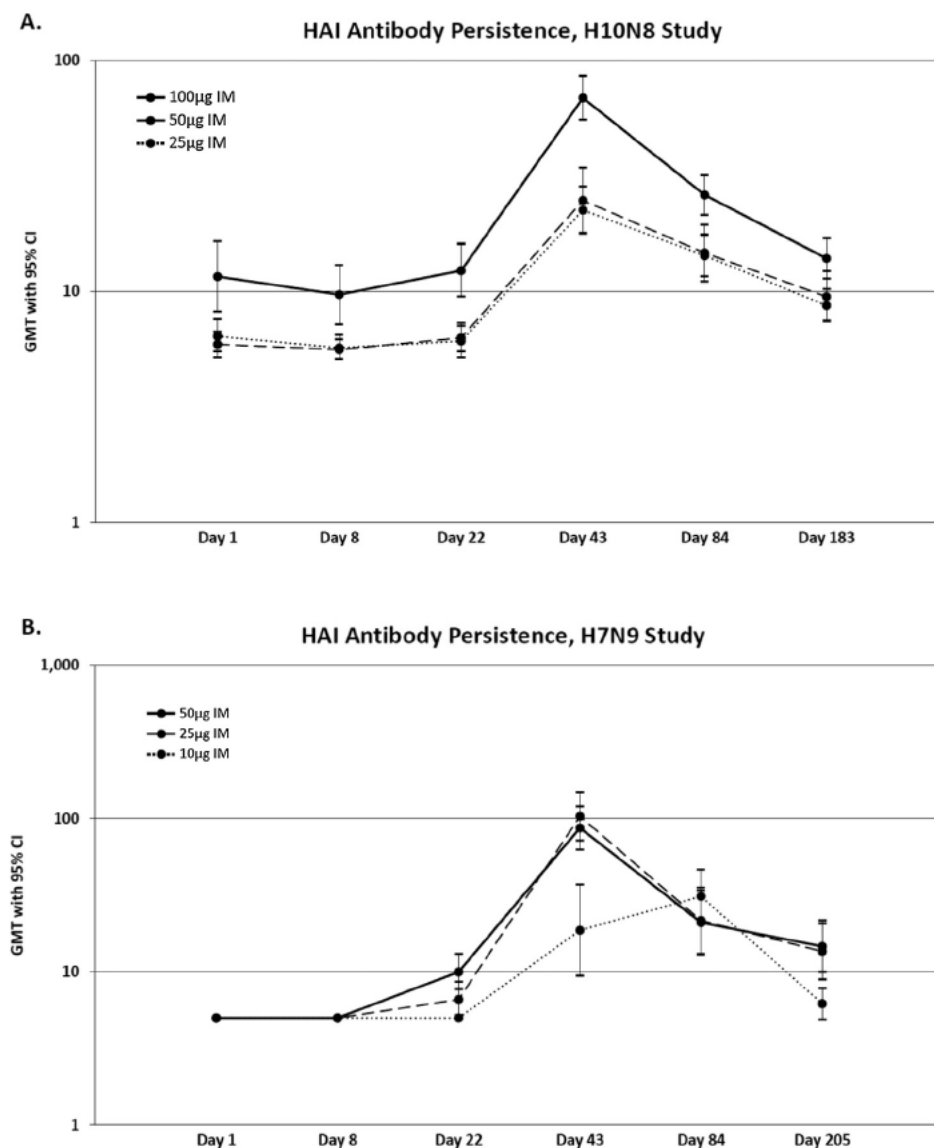 A.
HAI Antibody Persistence, H10N8 Study
100
100µg IM
50µg IM
25µg IM
10
1
GMT with 95% CI
Day 1 Day 8 Day 22 Day 43 Day 84 Day 183
B.
HAI Antibody Persistence, H7N9 Study
1,000
50µg IM
25µg IM
10µg IM
100
10
1
GMT with 95% CI
Day 1 Day 8 Day 22 Day 43 Day 84 Day 205